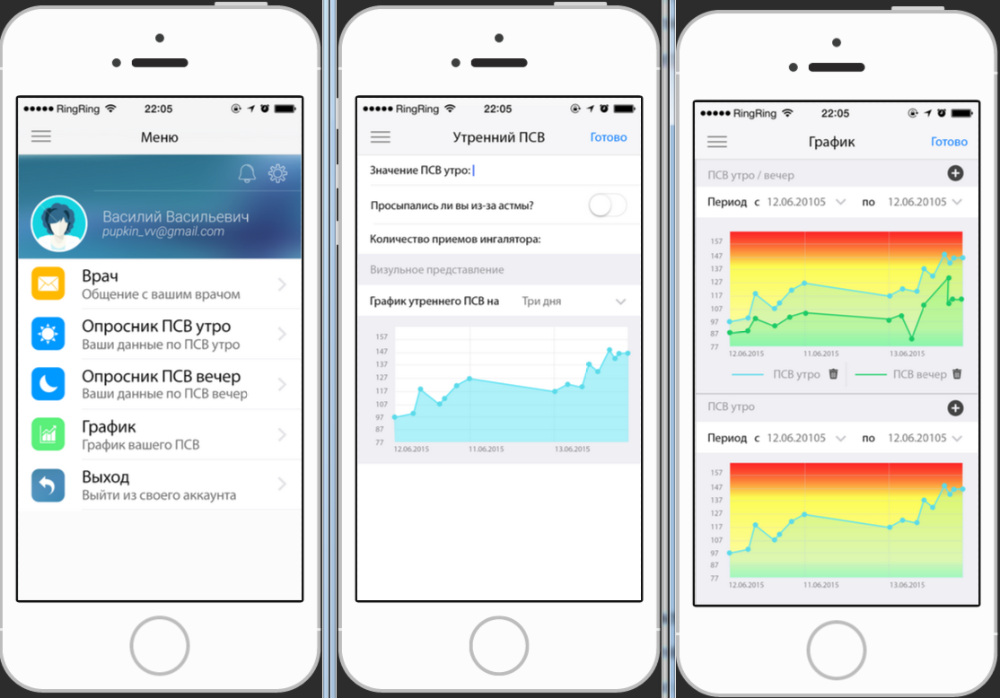 RingRing 22:05
Меню
Василий Васильевич
pupkin_vv@gmail.com
Врач
Общение с вашим врачом
Опросник ПСВ утро
Ваши данные по ПСВ утро
Опросник ПСВ вечер
Ваши данные по ПСВ вечер
График
График вашего ПСВ
Выход
Выйти из своего аккаунта
RingRing 22:05
Утренний ПСВ Готово
Значение ПСВ утро:
Просыпались ли вы из-за астмы?
Количество приемов ингалятора:
Визульное представление
График утреннего ПСВ на Три дня
157
147
137
127
117
107
97
87
77
12.06.2015 11.06.2015 13.06.2015
RingRing 22:05
График Готово
ПСВ утро / вечер
Период с 12.06.20105 по 12.06.20105
157
147
137
127
117
107
97
87
77
12.06.2015 11.06.2015 13.06.2015
ПСВ утро ПСВ вечер
ПСВ утро
Период с 12.06.20105 по 12.06.20105
157
147
137
127
117
107
97
87
77
12.06.2015 11.06.2015 13.06.2015